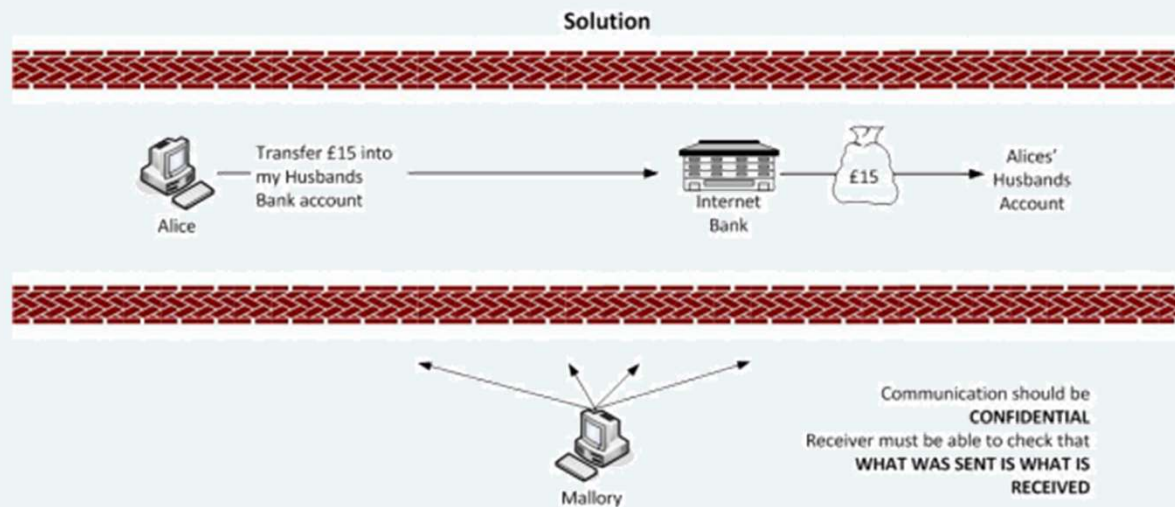 Solution
Transfer £15 into
my Husbands
Bank account
Alice
Internet
Bank
£15
Alices'
Husbands
Account
Communication should be
CONFIDENTIAL
Receiver must be able to check that
WHAT WAS SENT IS WHAT IS
RECEIVED
Mallory